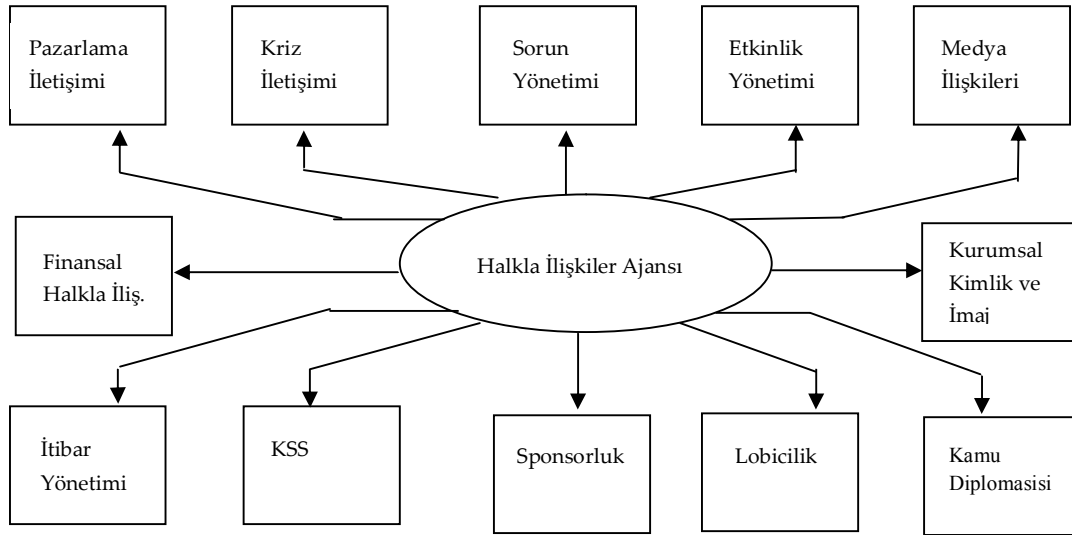 Pazarlama
İletişimi
Kriz
İletişimi
Sorun
Yönetimi
Etkinlik
Yönetimi
Medya
İlişkileri
Finansal
Halkla İliş.
Halkla İlişkiler Ajansı
Kurumsal
Kimlik ve
İmaj
İtibar
Yönetimi
KSS
Sponsorluk
Lobicilik
Kamu
Diplomasisi